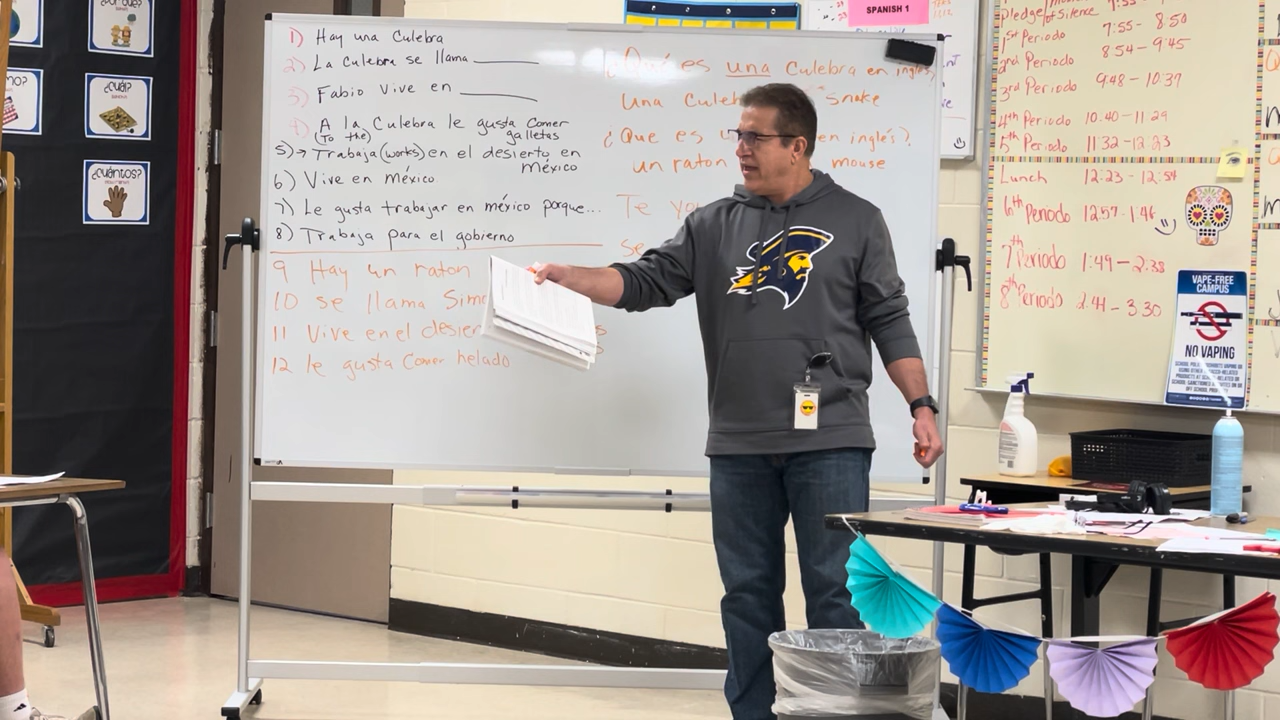 ¿Cuál?
¿Cuántos?
1) Hay una Culebra
2) La culebra se llama
3) Fabio Vive en
4) A la Culebra le gusta Comer
(To the) galletas
5) → Trabaja (works) en el desierto en
méxico
6) Vive en México
7) Le gusta trabajar en méxico porque...
8) Trabaja para el gobierno
9 Hay un raton
10 se llama
11 Vive en el
12 le gusta Comer helado
¿Qué es una Culebra en inglés
una snake
¿Que es en inglés?
un raton mouse
Te
SPANISH 1
Pledge/of Silence
1st Periodo 7:55 - 8:50
2nd Periodo 8:54 - 9:45
3rd Periodo 9:48 - 10:37
4th Periodo 10:40 - 11:29
5th Periodo 11:32 - 12:23
Lunch 12:23 - 12:54
6th Periodo 12:57 - 1:46
7th Periodo 1:49 - 2:38
8th Periodo 2:41 - 3:30
VAPE-FREE
CAMPUS
NO VAPING